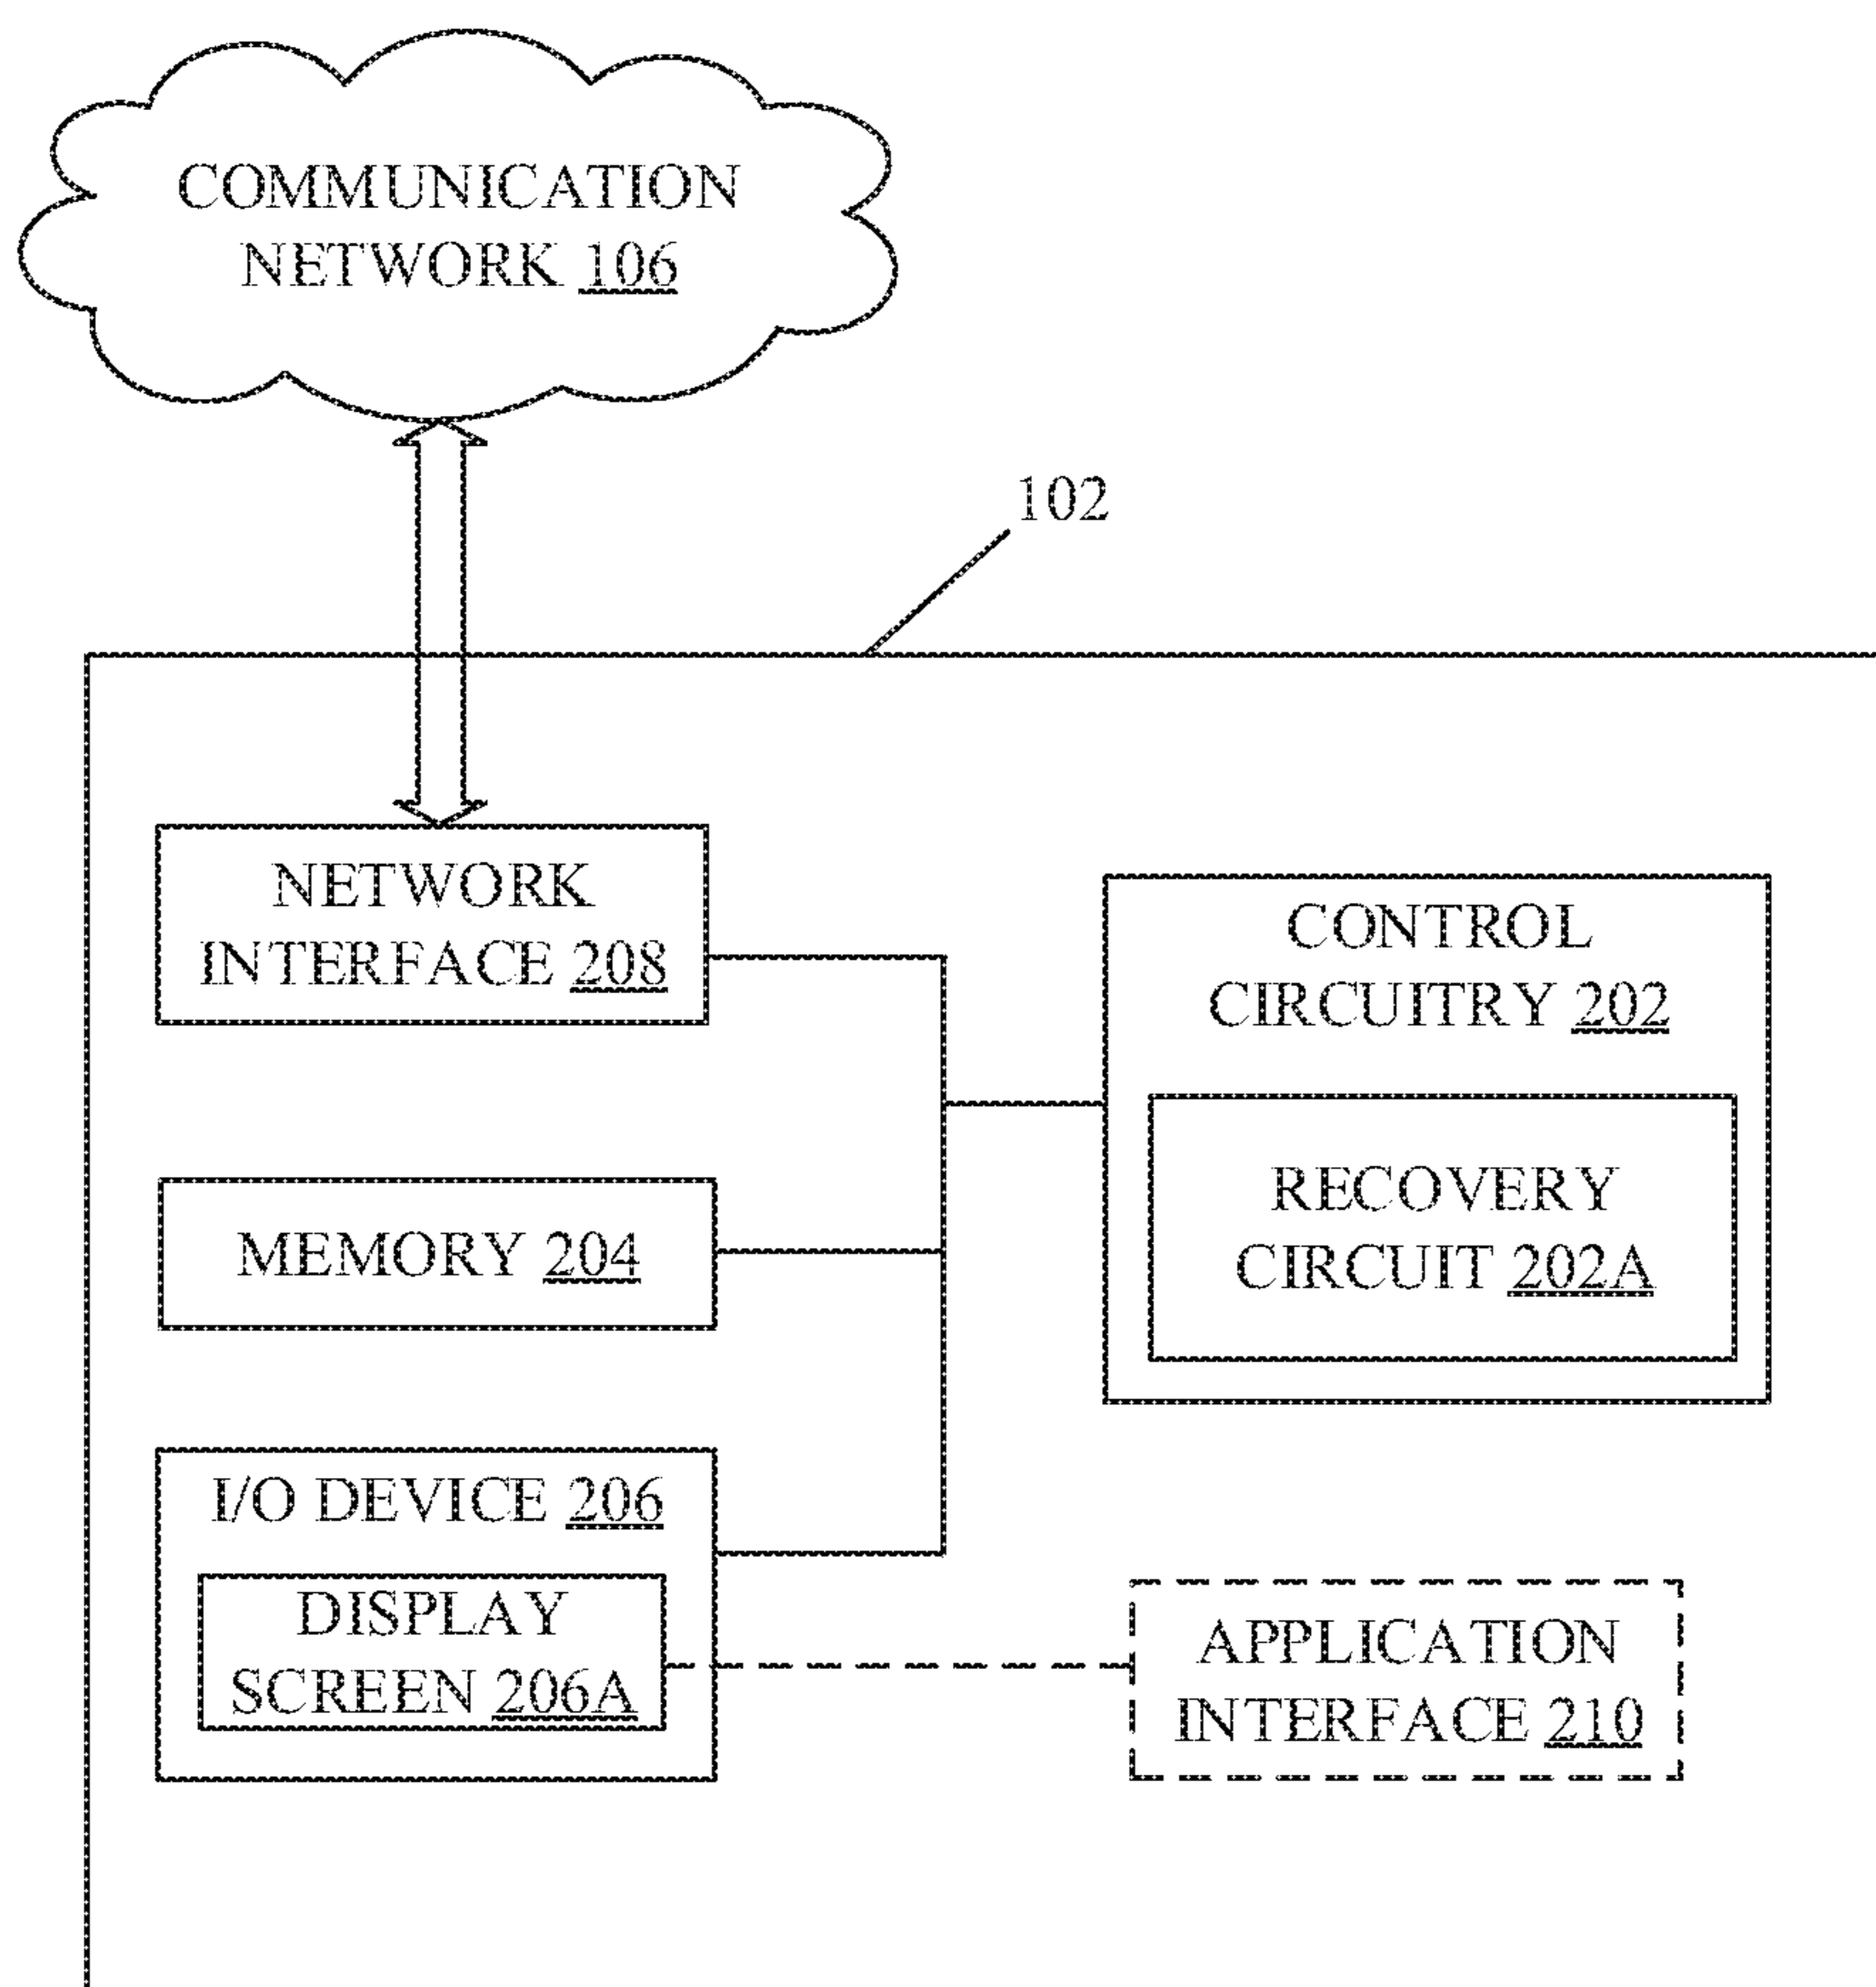 COMMUNICATION
NETWORK 106
102
NETWORK
INTERFACE 208
CONTROL
CIRCUITRY 202
RECOVERY
CIRCUIT 202A
MEMORY 204
I/O DEVICE 206
DISPLAY
SCREEN 206A
APPLICATION
INTERFACE 210